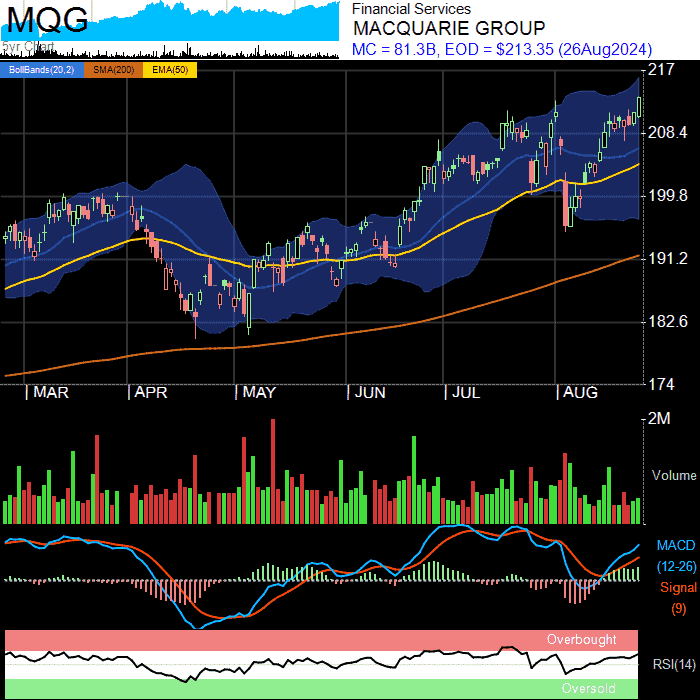 MQG
5yr Chart
Financial Services
MACQUARIE GROUP
MC = 81.3B, EOD = $213.35 (26Aug2024)
BollBands(20,2) SMA(200) EMA(50)
217
208.4
199.8
191.2
182.6
174
MAR APR MAY JUN JUL AUG
2M
Volume
MACD
(12-26)
Signal
(9)
Overbought
RSI(14)
Oversold